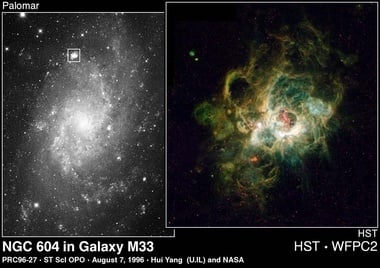 Palomar
HST
NGC 604 in Galaxy M33
HST · WFPC2
PRC96-27 · ST ScI OPO · August 7, 1996 · Hui Yang (U.IL) and NASA